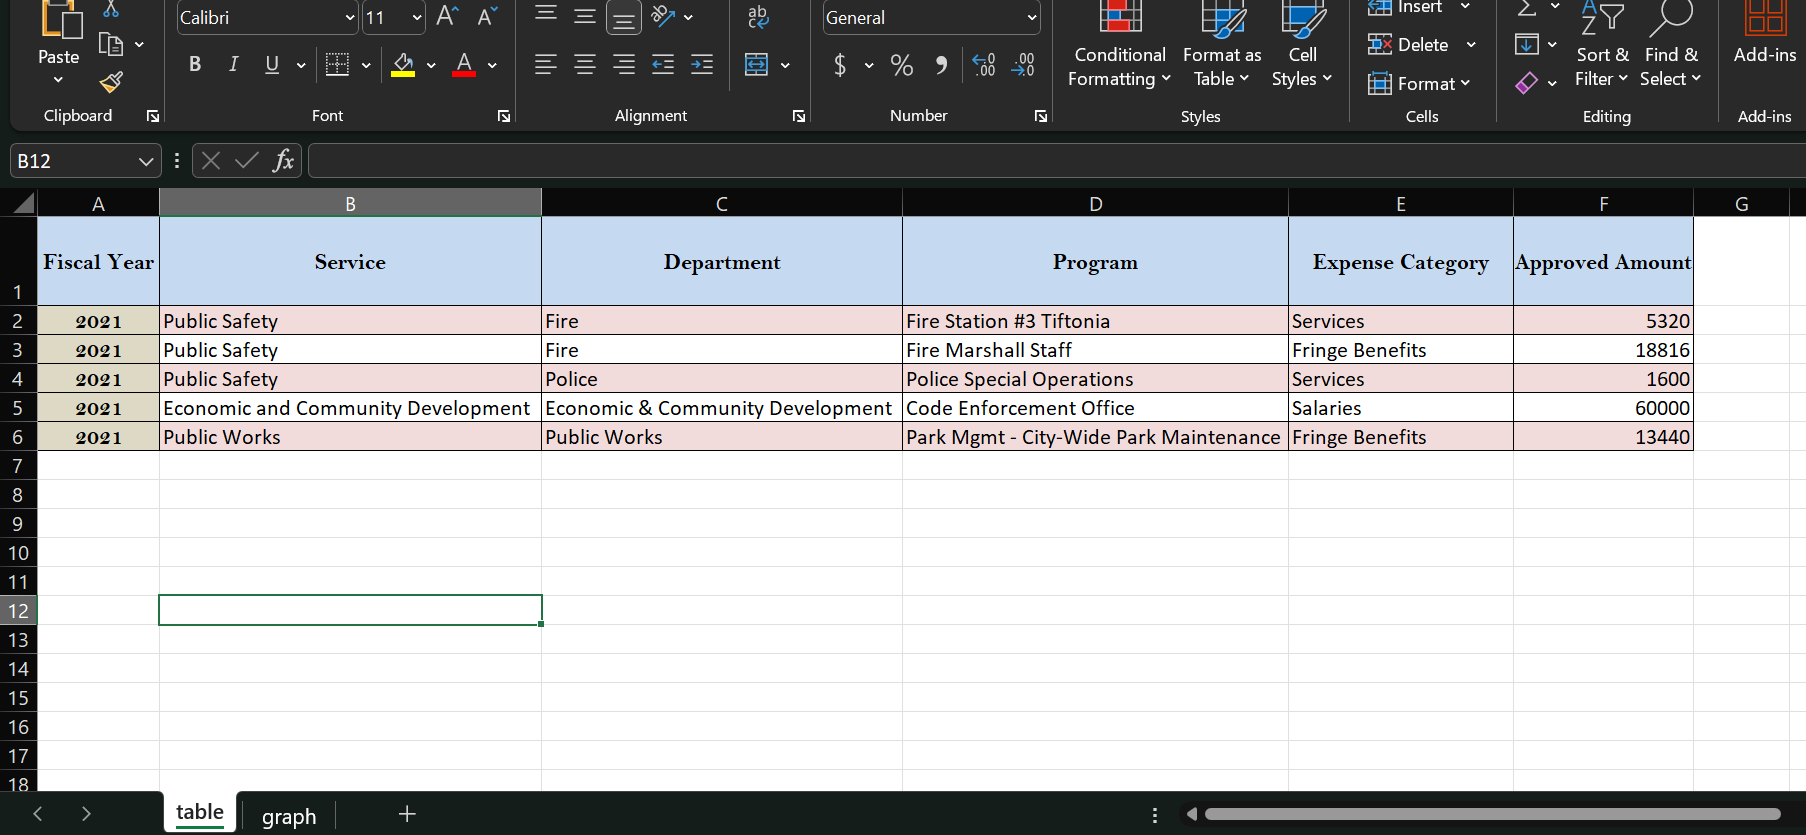 Calibri 11 A A ab General Insert
Paste B I U A $ % 9 .00 .00 Conditional Formatting Format as Table Cell Styles Delete Sort & Filter Find & Select Add-ins
Format
Clipboard Font Alignment Number Styles Cells Editing Add-ins
B12 fx
A B C D E F G
1 Fiscal Year Service Department Program Expense Category Approved Amount
2 2021 Public Safety Fire Fire Station #3 Tiftonia Services 5320
3 2021 Public Safety Fire Fire Marshall Staff Fringe Benefits 18816
4 2021 Public Safety Police Police Special Operations Services 1600
5 2021 Economic and Community Development Economic & Community Development Code Enforcement Office Salaries 60000
6 2021 Public Works Public Works Park Mgmt - City-Wide Park Maintenance Fringe Benefits 13440
7
8
9
10
11
12
13
14
15
16
17
18
table graph +